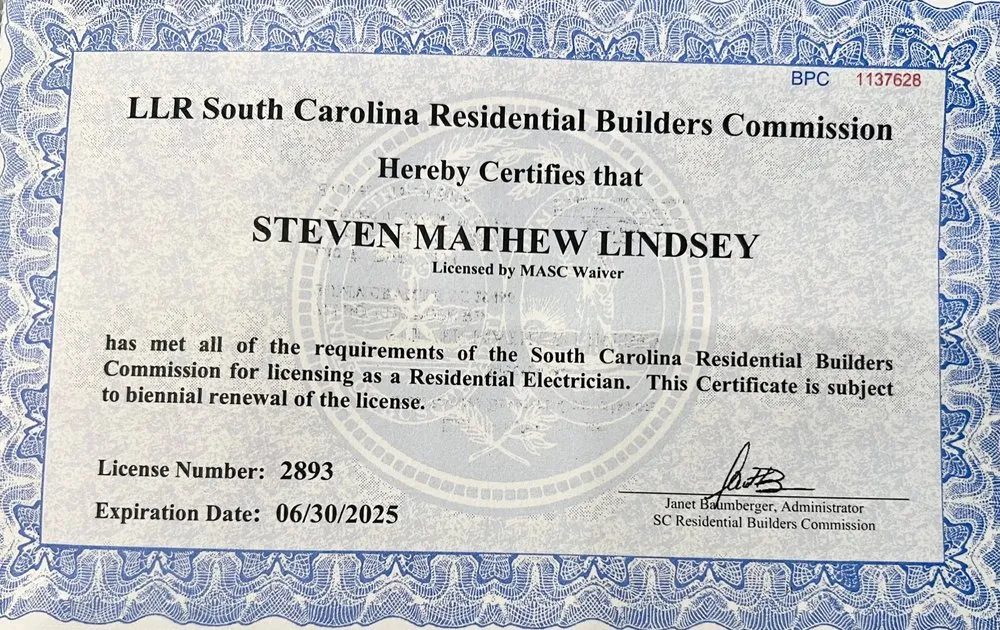 BPC 1137628
LLR South Carolina Residential Builders Commission
Hereby Certifies that
STEVEN MATHEW LINDSEY
Licensed by MASC Waiver
has met all of the requirements of the South Carolina Residential Builders
Commission for licensing as a Residential Electrician. This Certificate is subject
to biennial renewal of the license.
License Number: 2893
Expiration Date: 06/30/2025
Janet Baumberger, Administrator
SC Residential Builders Commission